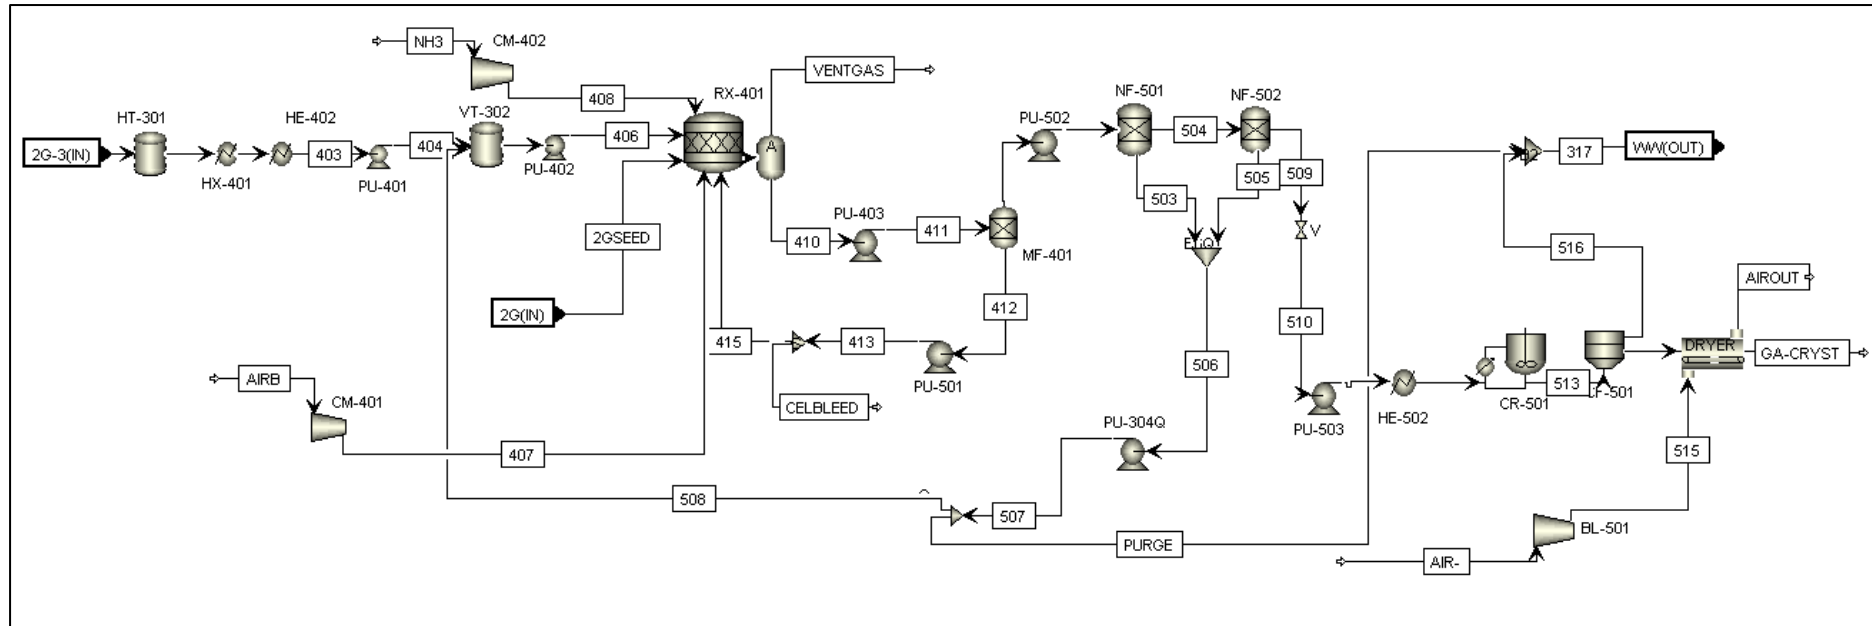 NH3
CM-402
VENTGAS
408
RX-401
HT-301
HE-402
VT-302
A
2G-3(IN)
403
404
406
HX-401
PU-401
PU-402
NF-501
NF-502
PU-502
504
503
505
509
317
WW(OUT)
2GSEED
PU-403
410
411
MF-401
V
516
AIROUT
2G(IN)
412
510
415
413
PU-501
506
DRYER
GA-CRYST
513
CR-501
AIRB
CM-401
CELBLEED
PU-304Q
PU-503
HE-502
407
515
508
507
PURGE
BL-501
AIR-